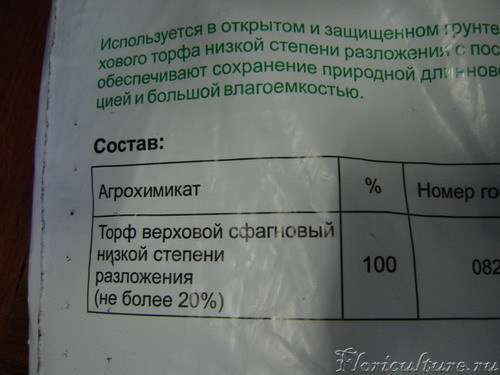 Используется в открытом и защищенном грунте
хового торфа низкой степени разложения с пос
обеспечивают сохранение природной длинново
цией и большой влагоемкостью.
Состав:
Агрохимикат % Номер го
Торф верховой сфагновый
низкой степени
разложения
(не более 20%) 100 082
Floriculture.ru